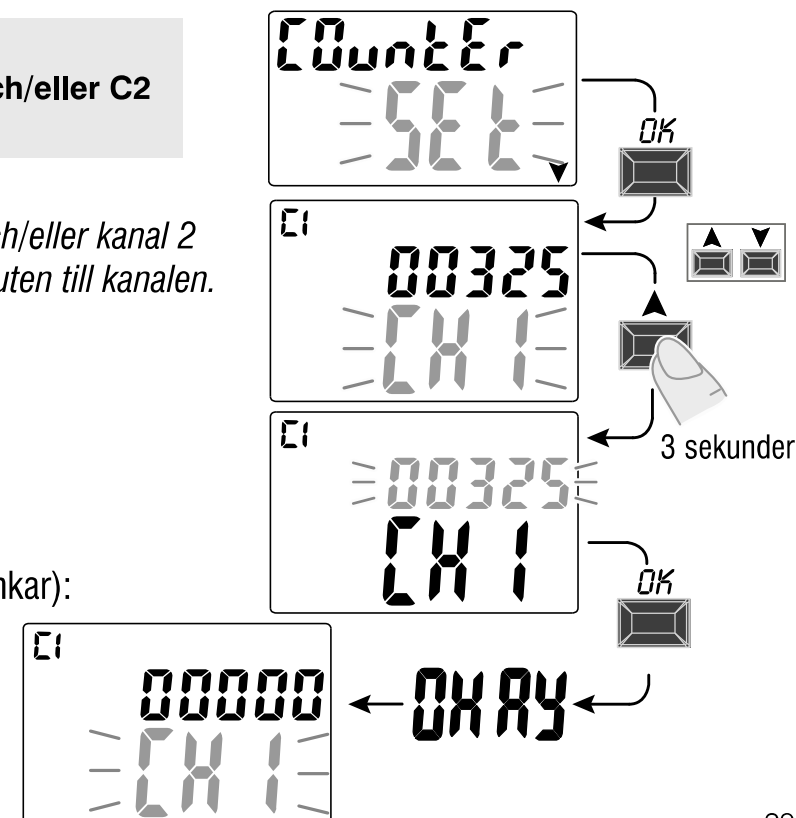 ch/eller C2
COuntEr
SEt
OK
ch/eller kanal 2
uten till kanalen.
C1
00325
CH 1
3 sekunder
C1
00325
CH 1
OK
nkar):
C1
00000
CH 1
OKAY